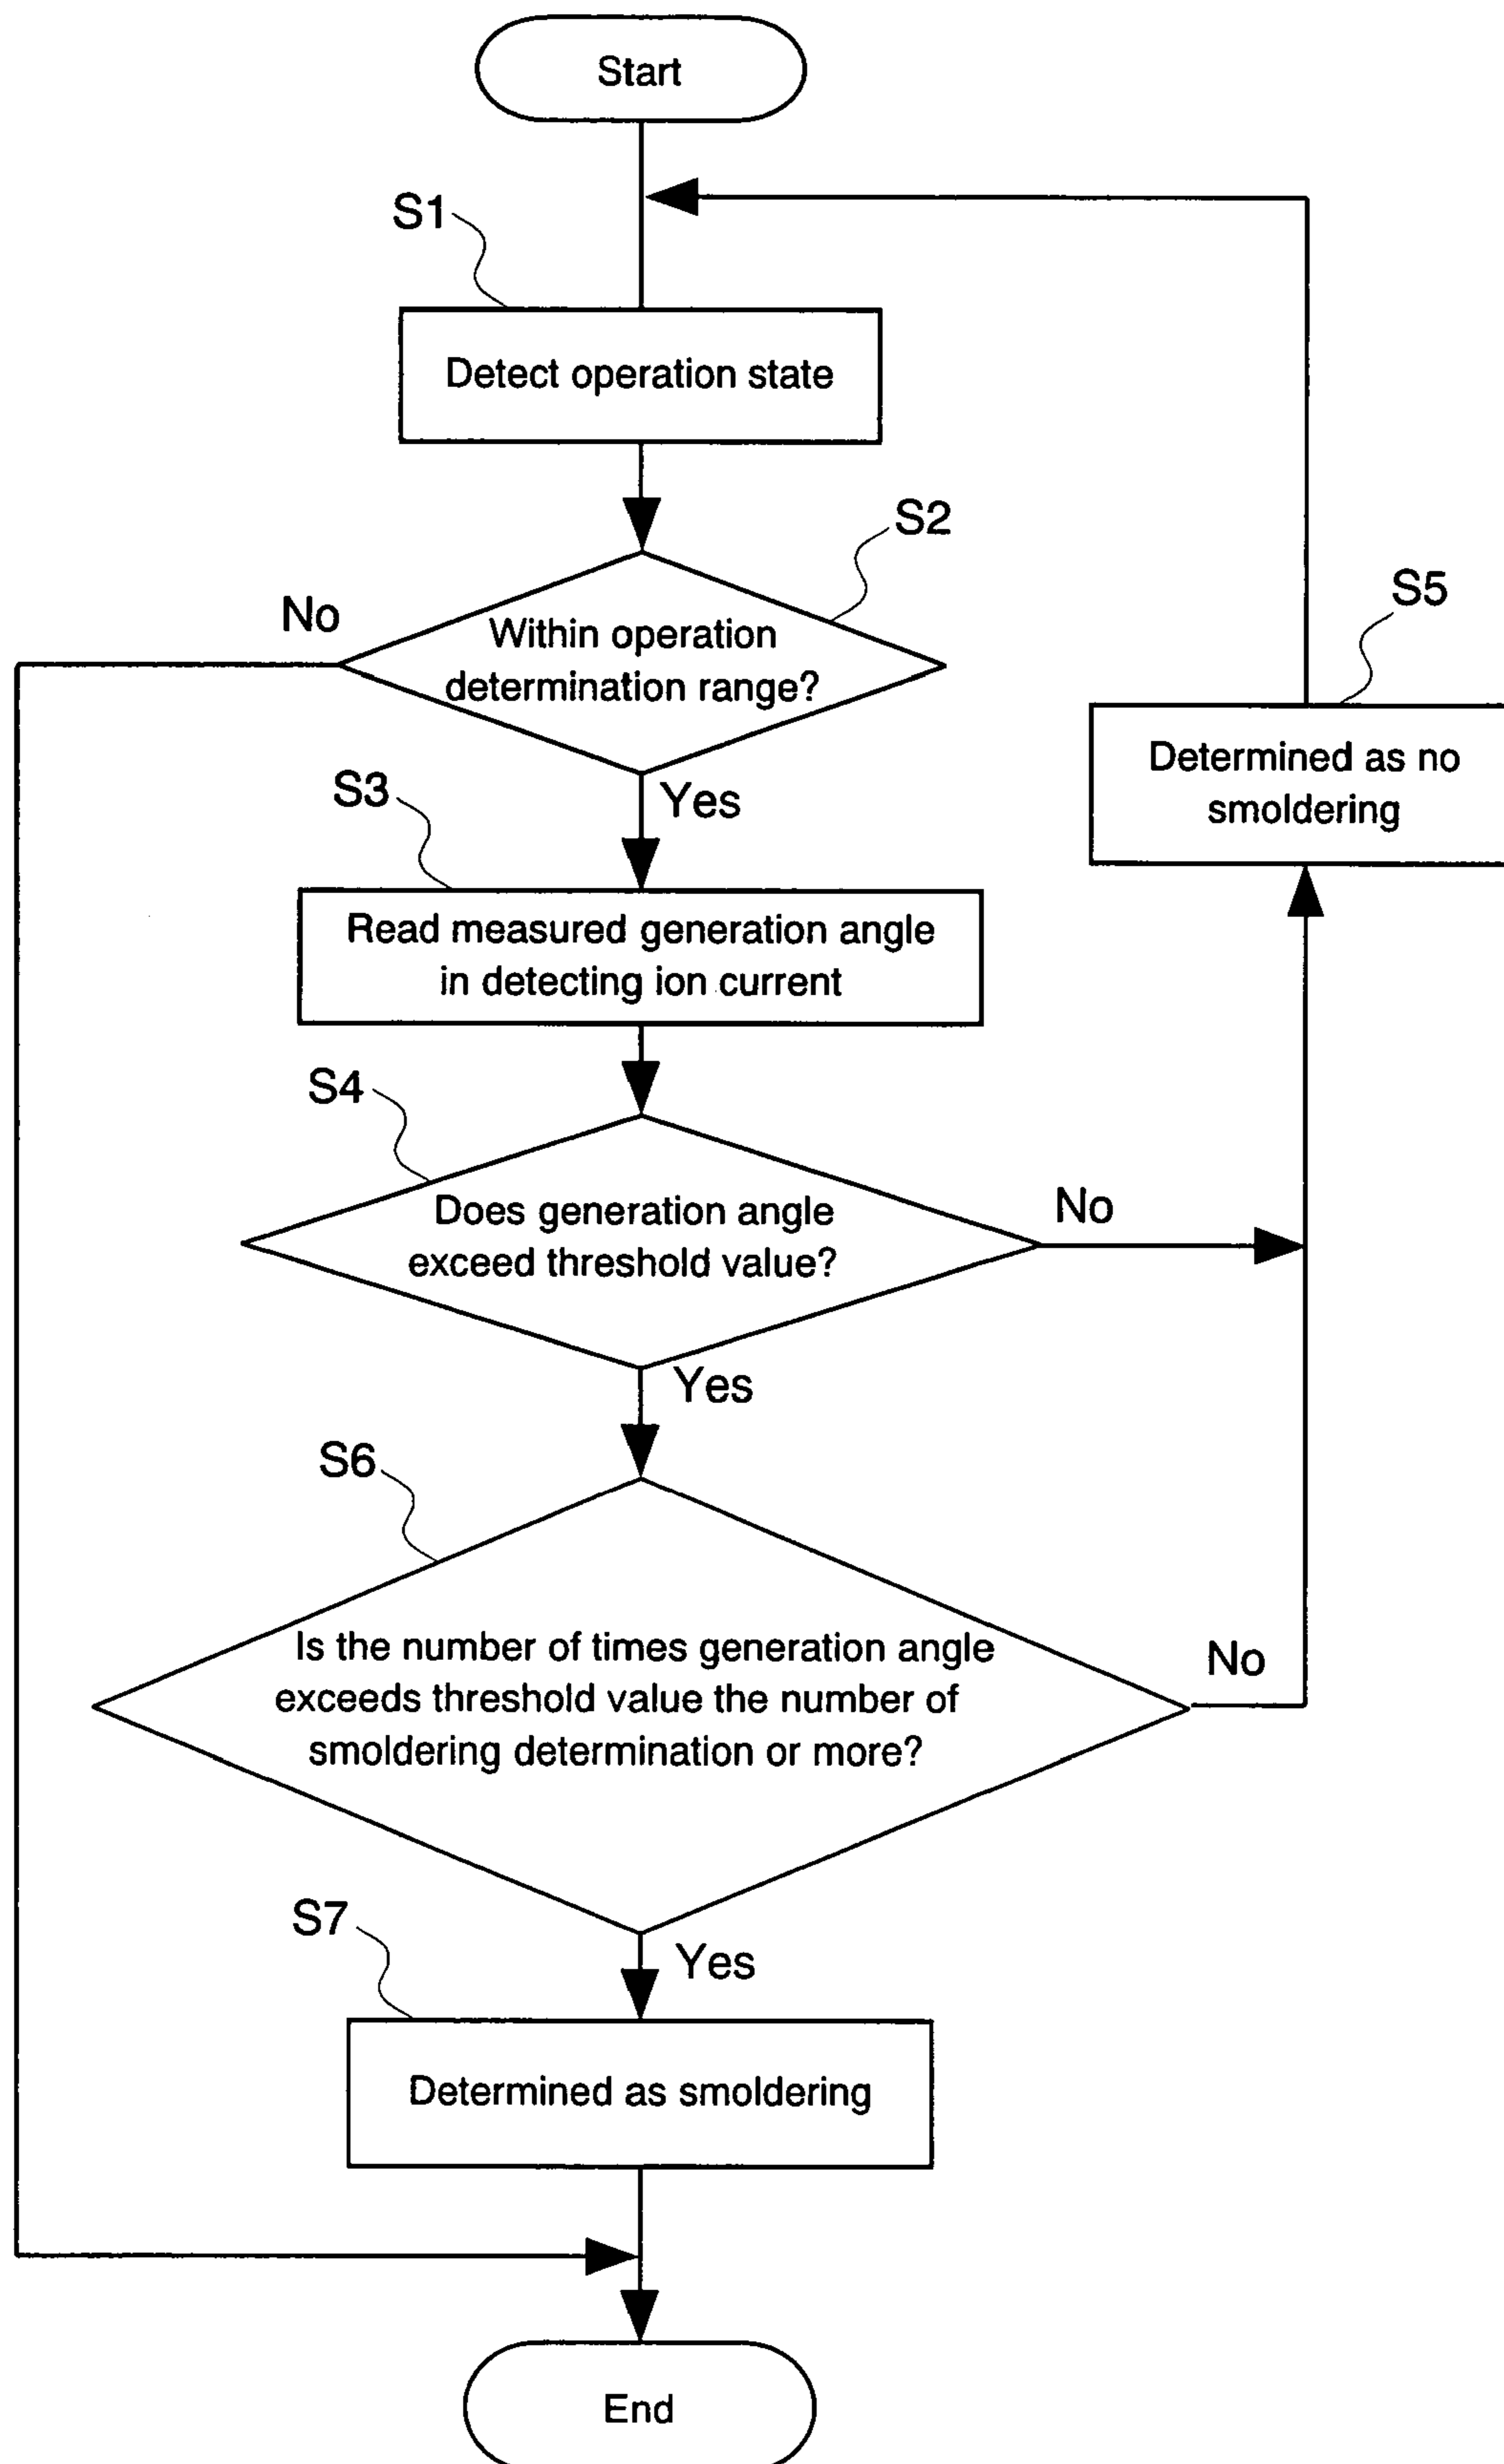 Start
S1
Detect operation state
S2
No
Within operation
determination range?
S5
Determined as no
smoldering
S3
Yes
Read measured generation angle
in detecting ion current
S4
Does generation angle
exceed threshold value?
No
Yes
S6
Is the number of times generation angle
exceeds threshold value the number of
smoldering determination or more?
No
S7
Yes
Determined as smoldering
End